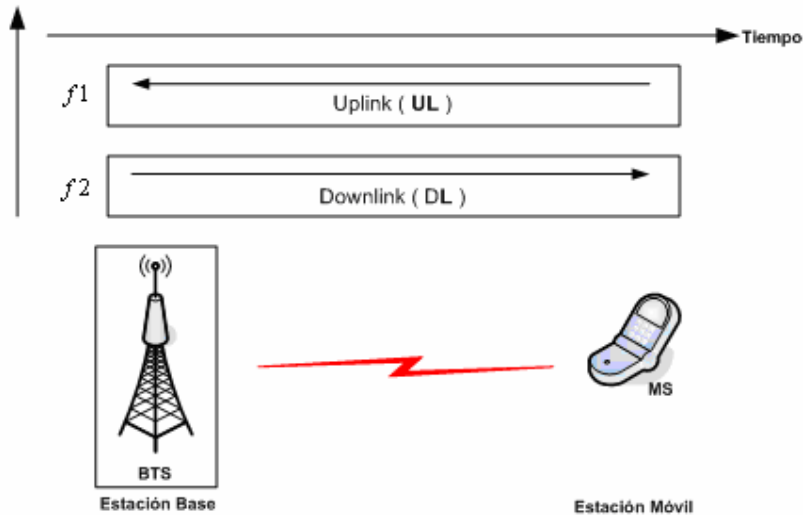 Tiempo
f1
Uplink ( UL )
f2
Downlink ( DL )
BTS
MS
Estación Base
Estación Móvil